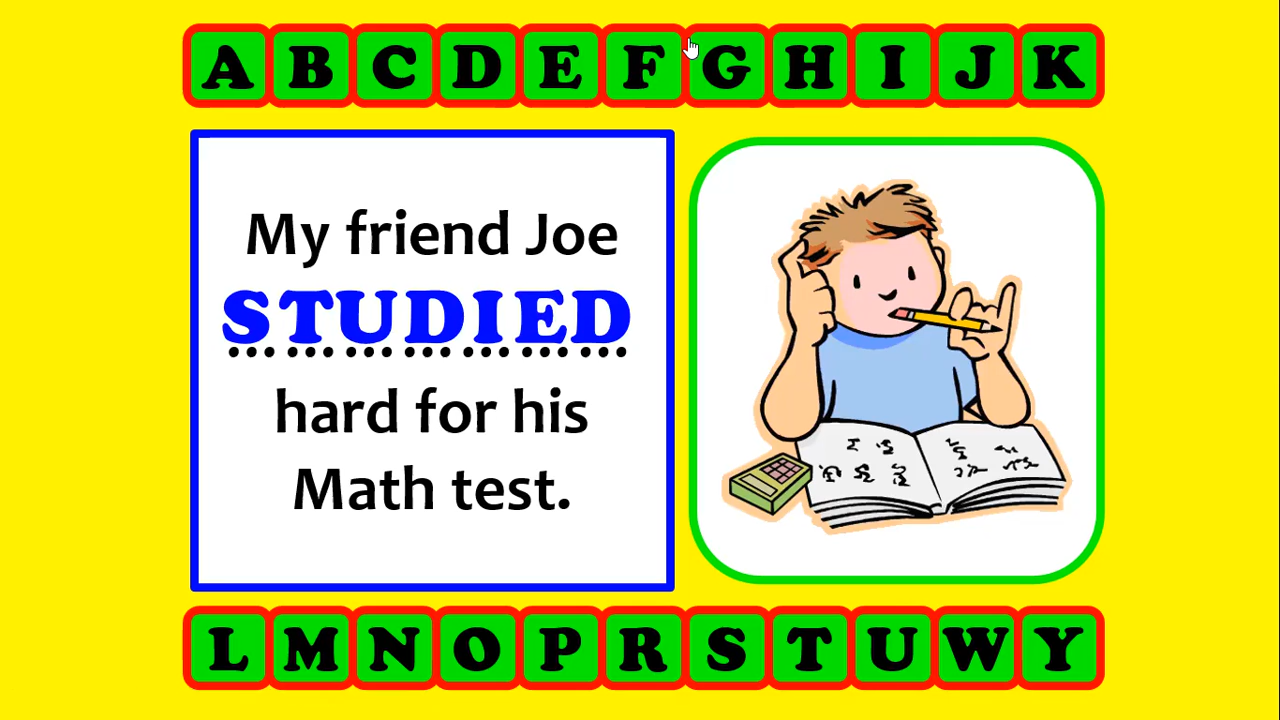 A B C D E F G H I J K
My friend Joe
STUDIED
hard for his
Math test.
L M N O P R S T U W Y